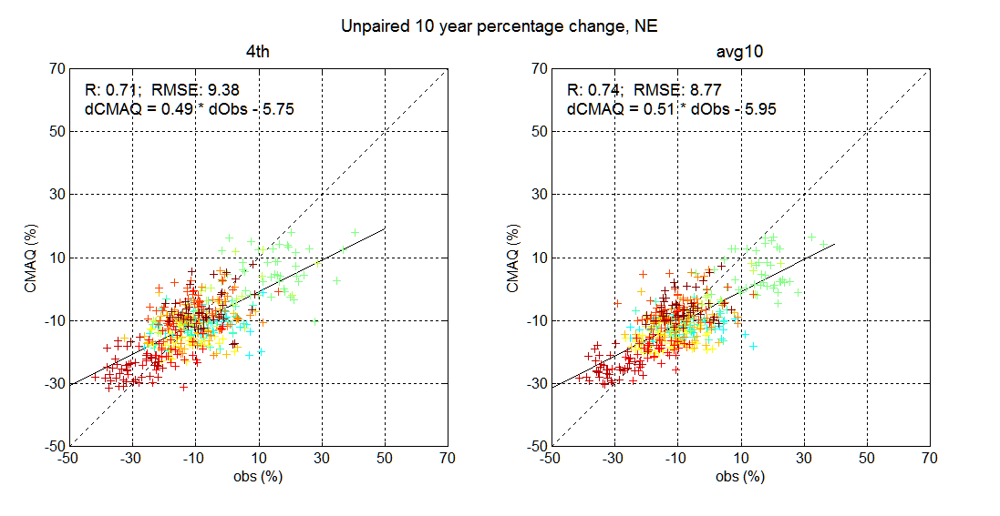 Unpaired 10 year percentage change, NE
4th
R: 0.71; RMSE: 9.38
dCMAQ = 0.49 * dObs - 5.75
70
50
30
10
-10
-30
-50
CMAQ (%)
-50 -30 -10 10 30 50 70
obs (%)
avg10
R: 0.74; RMSE: 8.77
dCMAQ = 0.51 * dObs - 5.95
70
50
30
10
-10
-30
-50
CMAQ (%)
-50 -30 -10 10 30 50 70
obs (%)